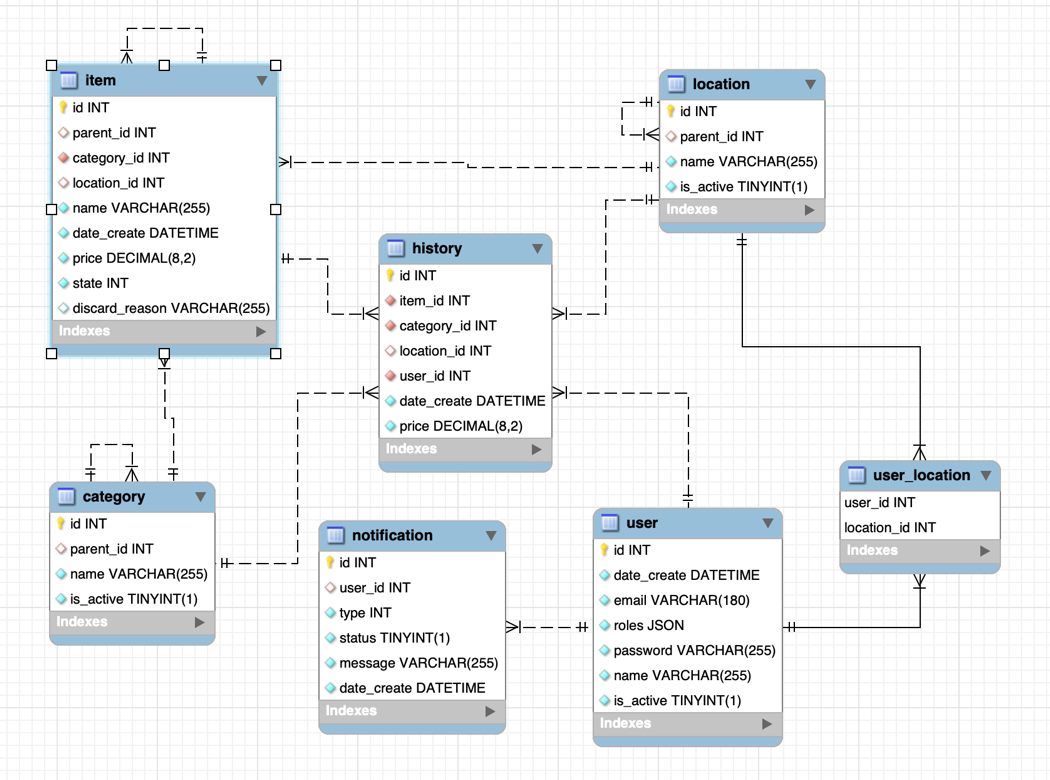 item
id INT
parent_id INT
category_id INT
location_id INT
name VARCHAR(255)
date_create DATETIME
price DECIMAL(8,2)
state INT
discard_reason VARCHAR(255)
Indexes
location
id INT
parent_id INT
name VARCHAR(255)
is_active TINYINT(1)
Indexes
history
id INT
item_id INT
category_id INT
location_id INT
user_id INT
date_create DATETIME
price DECIMAL(8,2)
Indexes
category
id INT
parent_id INT
name VARCHAR(255)
is_active TINYINT(1)
Indexes
notification
id INT
user_id INT
type INT
status TINYINT(1)
message VARCHAR(255)
date_create DATETIME
Indexes
user
id INT
date_create DATETIME
email VARCHAR(180)
roles JSON
password VARCHAR(255)
name VARCHAR(255)
is_active TINYINT(1)
Indexes
user_location
user_id INT
location_id INT
Indexes